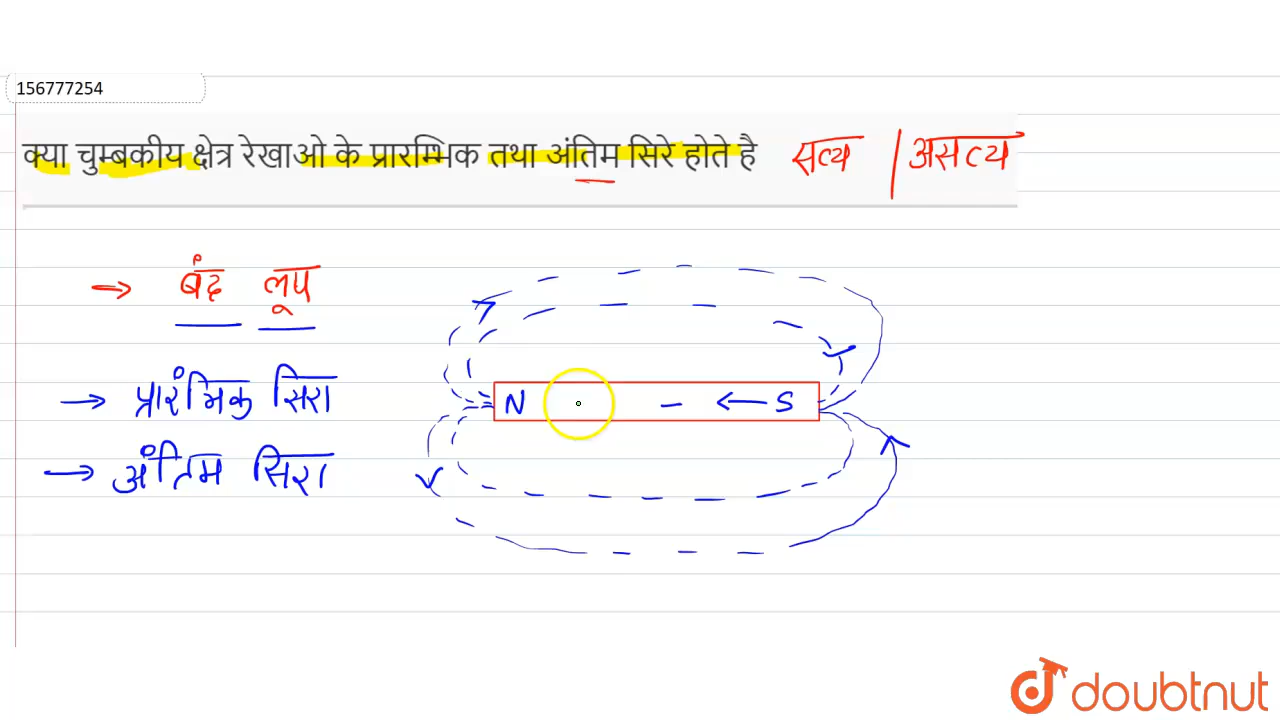 156777254
क्या चुम्बकीय क्षेत्र रेखाओ के प्रारम्भिक तथा अंतिम सिरे होते है सत्य / असत्य
→ बंद लूप
→ प्रारंभिक सिरा
→ अंतिम सिरा
N — ← S
doubtnut